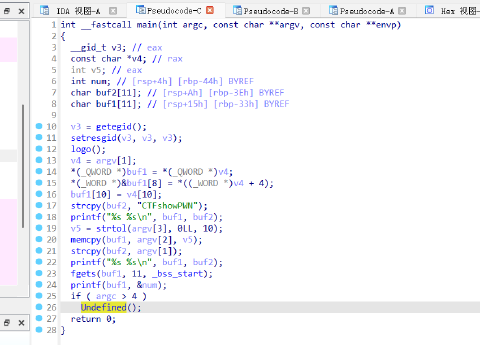 IDA 视图-A
Pseudocode-C
Pseudocode-B
Pseudocode-A
Hex 视图
1 int __fastcall main(int argc, const char **argv, const char **envp)
2 {
3 __gid_t v3; // eax
4 const char *v4; // rax
5 int v5; // eax
6 int num; // [rsp+4h] [rbp-44h] BYREF
7 char buf2[11]; // [rsp+Ah] [rbp-3Eh] BYREF
8 char buf1[11]; // [rsp+15h] [rbp-33h] BYREF
9
10 v3 = getegid();
11 setresgid(v3, v3, v3);
12 logo();
13 v4 = argv[1];
14 *(_QWORD *)buf1 = *(_QWORD *)v4;
15 *(_WORD *)&buf1[8] = *((_WORD *)v4 + 4);
16 buf1[10] = v4[10];
17 strcpy(buf2, "CTFshowPWN");
18 printf("%s %s\n", buf1, buf2);
19 v5 = strtol(argv[3], 0LL, 10);
20 memcpy(buf1, argv[2], v5);
21 strcpy(buf2, argv[1]);
22 printf("%s %s\n", buf1, buf2);
23 fgets(buf1, 11, _bss_start);
24 printf(buf1, &num);
25 if ( argc > 4 )
26 Undefined();
27 return 0;
28 }